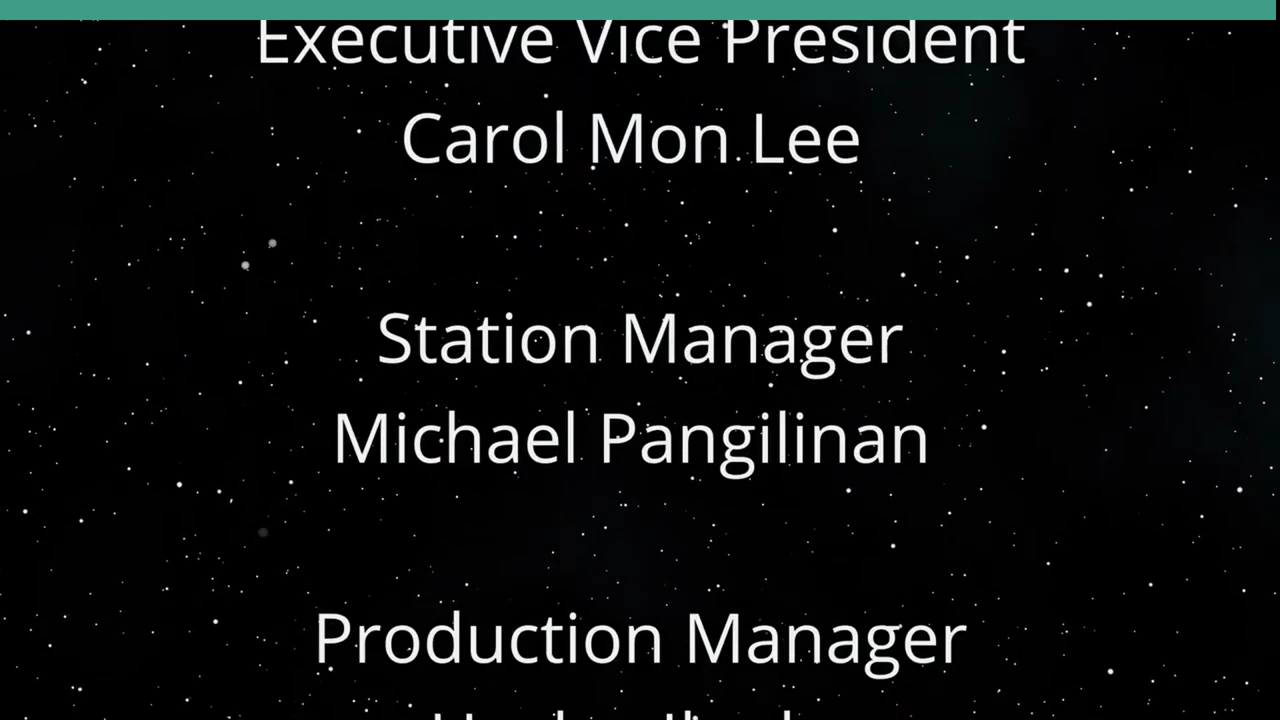 Executive Vice President
Carol Mon Lee
Station Manager
Michael Pangilinan
Production Manager